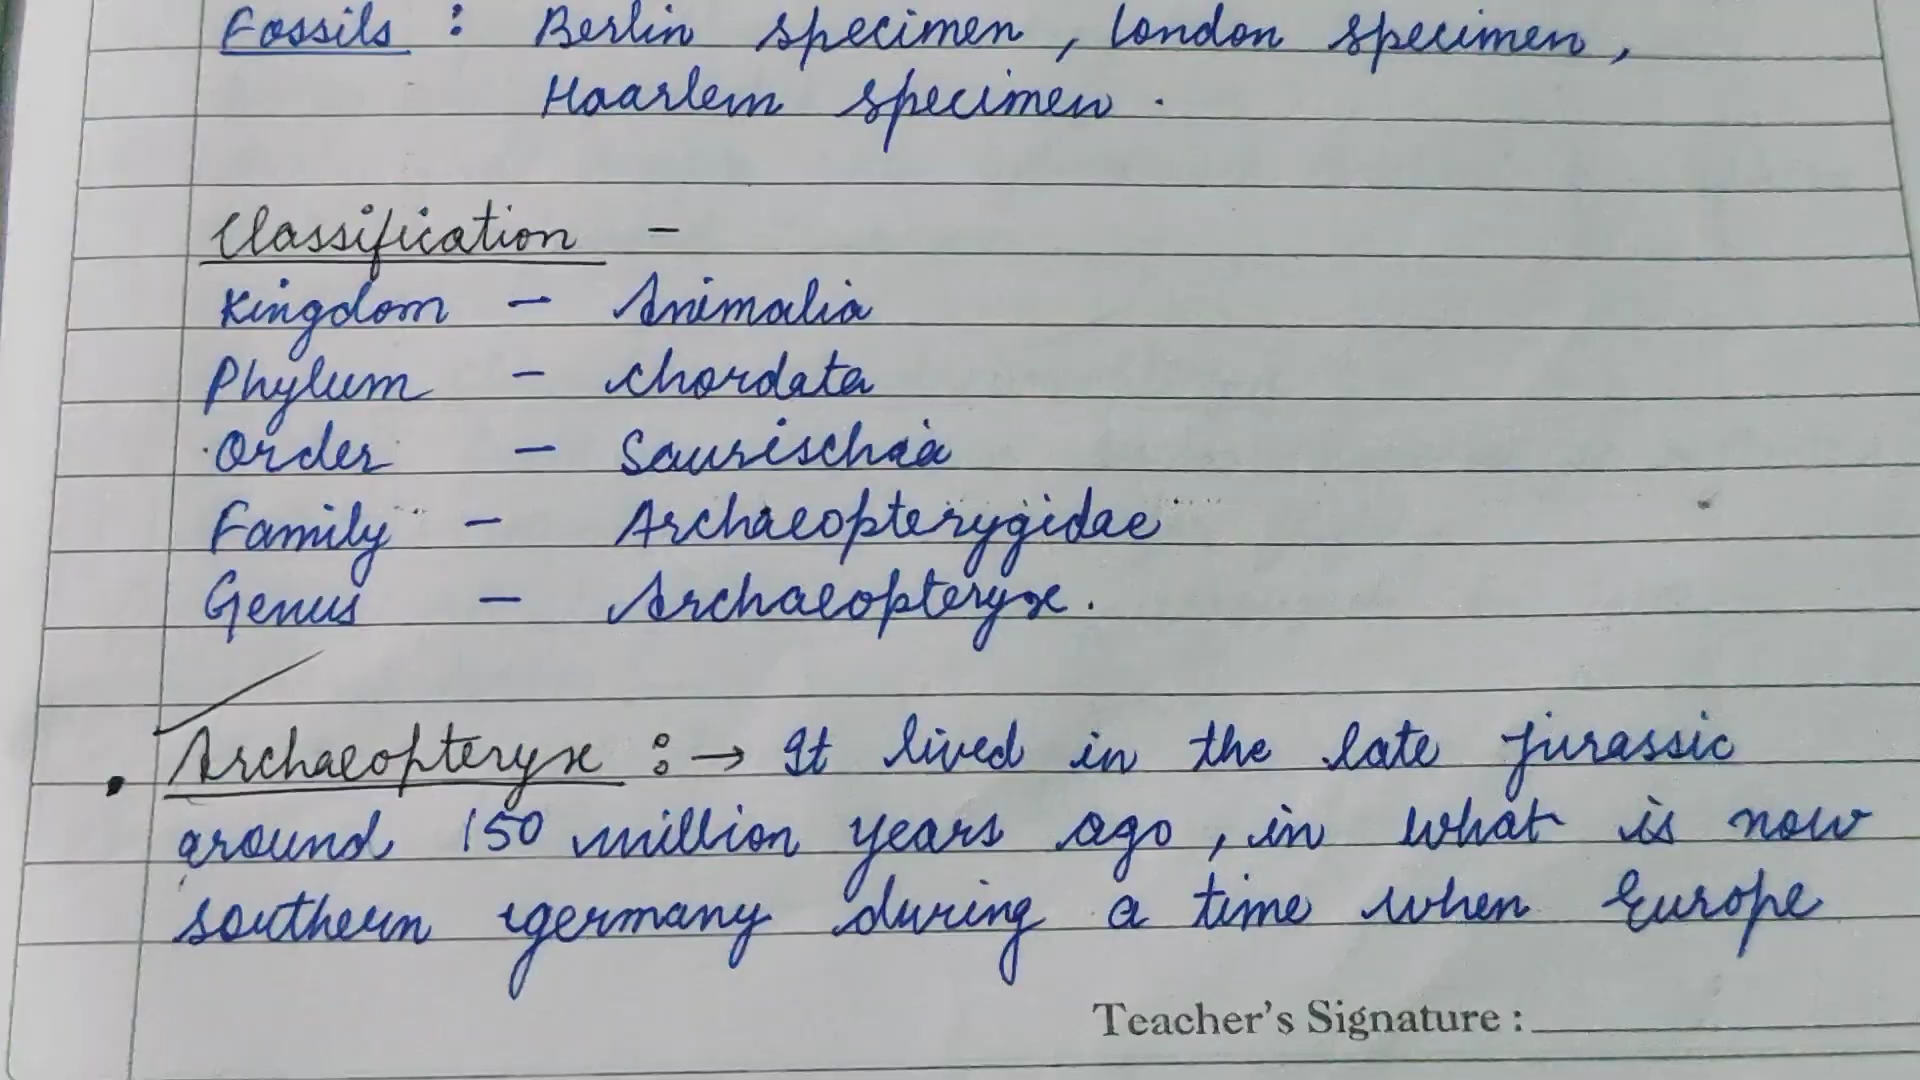 Fossils : Berlin specimen, London specimen,
Haarlem specimen.
Classification -
Kingdom - Animalia
Phylum - chordata
Order - Saurischia
Family - Archaeopterygidae
Genus - Archaeopteryx.
Archaeopteryx :→ It lived in the late jurassic
around 150 million years ago, in what is now
southern germany during a time when Europe
Teacher's Signature :